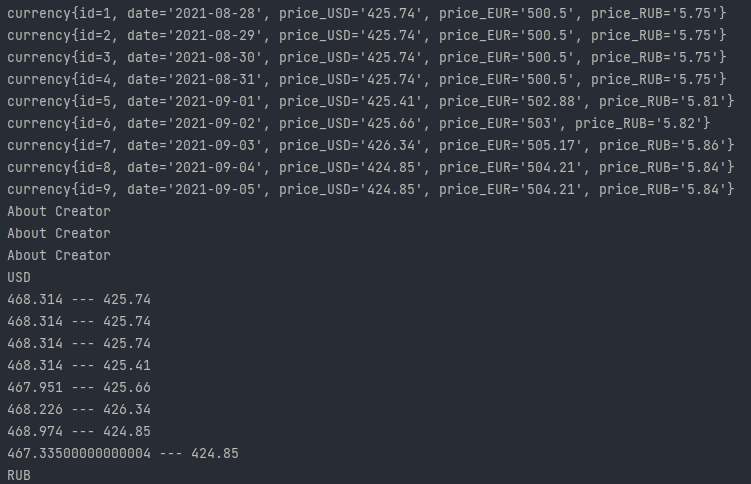 currency{id=1, date='2021-08-28', price_USD='425.74', price_EUR='500.5', price_RUB='5.75'}
currency{id=2, date='2021-08-29', price_USD='425.74', price_EUR='500.5', price_RUB='5.75'}
currency{id=3, date='2021-08-30', price_USD='425.74', price_EUR='500.5', price_RUB='5.75'}
currency{id=4, date='2021-08-31', price_USD='425.74', price_EUR='500.5', price_RUB='5.75'}
currency{id=5, date='2021-09-01', price_USD='425.41', price_EUR='502.88', price_RUB='5.81'}
currency{id=6, date='2021-09-02', price_USD='425.66', price_EUR='503', price_RUB='5.82'}
currency{id=7, date='2021-09-03', price_USD='426.34', price_EUR='505.17', price_RUB='5.86'}
currency{id=8, date='2021-09-04', price_USD='424.85', price_EUR='504.21', price_RUB='5.84'}
currency{id=9, date='2021-09-05', price_USD='424.85', price_EUR='504.21', price_RUB='5.84'}
About Creator
About Creator
About Creator
USD
468.314 --- 425.74
468.314 --- 425.74
468.314 --- 425.74
468.314 --- 425.41
467.951 --- 425.66
468.226 --- 426.34
468.974 --- 424.85
467.33500000000004 --- 424.85
RUB